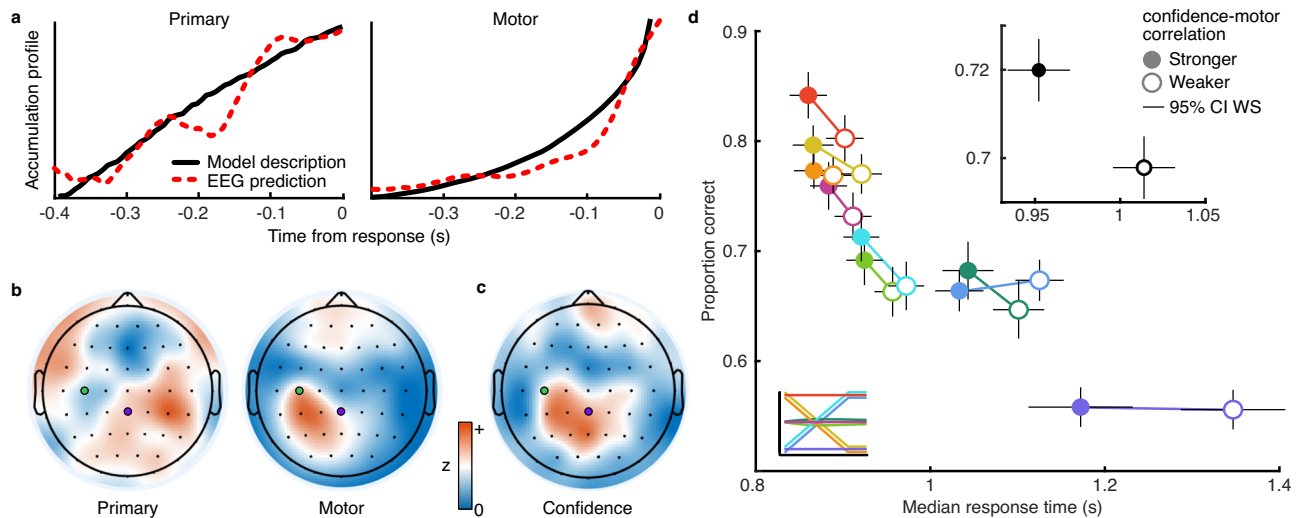 a
Primary
Motor
Accumulation profile
Model description
EEG prediction
-0.4
-0.3
-0.2
-0.1
0
-0.3
-0.2
-0.1
0
Time from response (s)
b
c
+
z
0
Primary
Motor
Confidence
d
0.9
0.8
0.7
0.6
Proportion correct
0.8
1
1.2
1.4
Median response time (s)
0.72
0.7
0.95
1
1.05
confidence-motor
correlation
Stronger
Weaker
95% CI WS